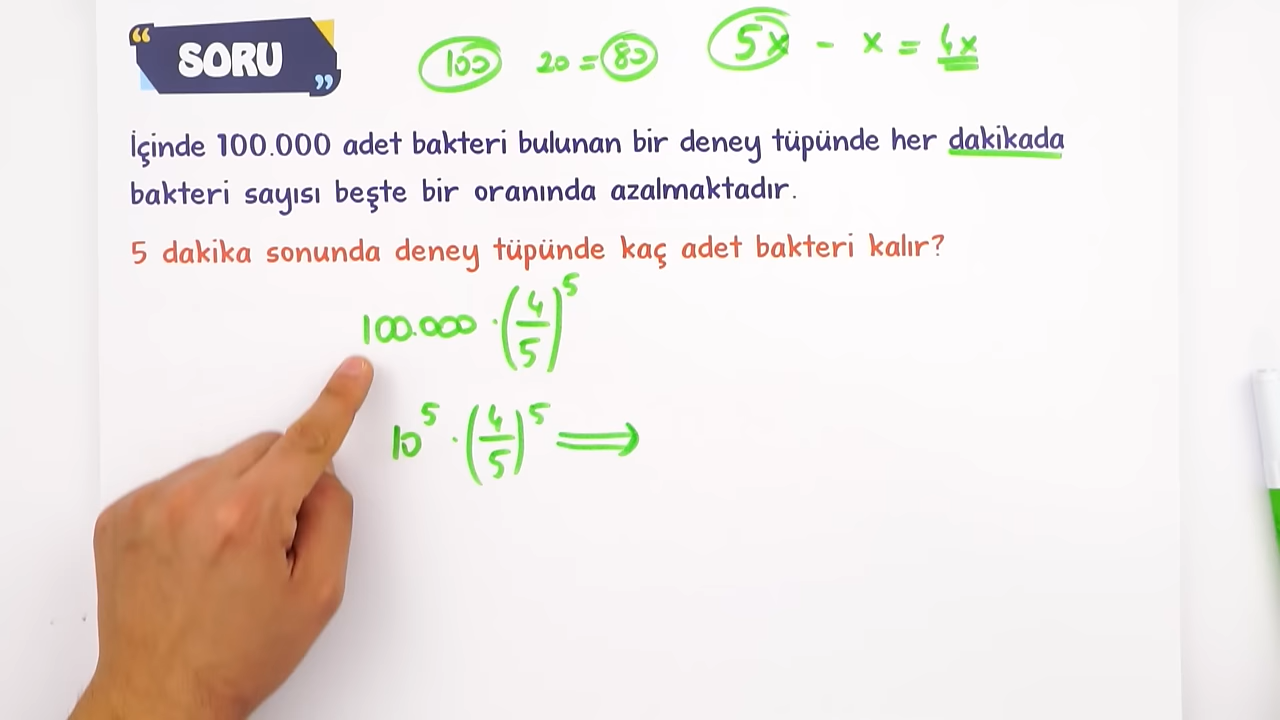 “ SORU ”
100 20 = 80 5x - x = 4x
İçinde 100.000 adet bakteri bulunan bir deney tüpünde her dakikada
bakteri sayısı beşte bir oranında azalmaktadır.
5 dakika sonunda deney tüpünde kaç adet bakteri kalır?
100.000 · (4/5)^5
10^5 · (4/5)^5 ⟹